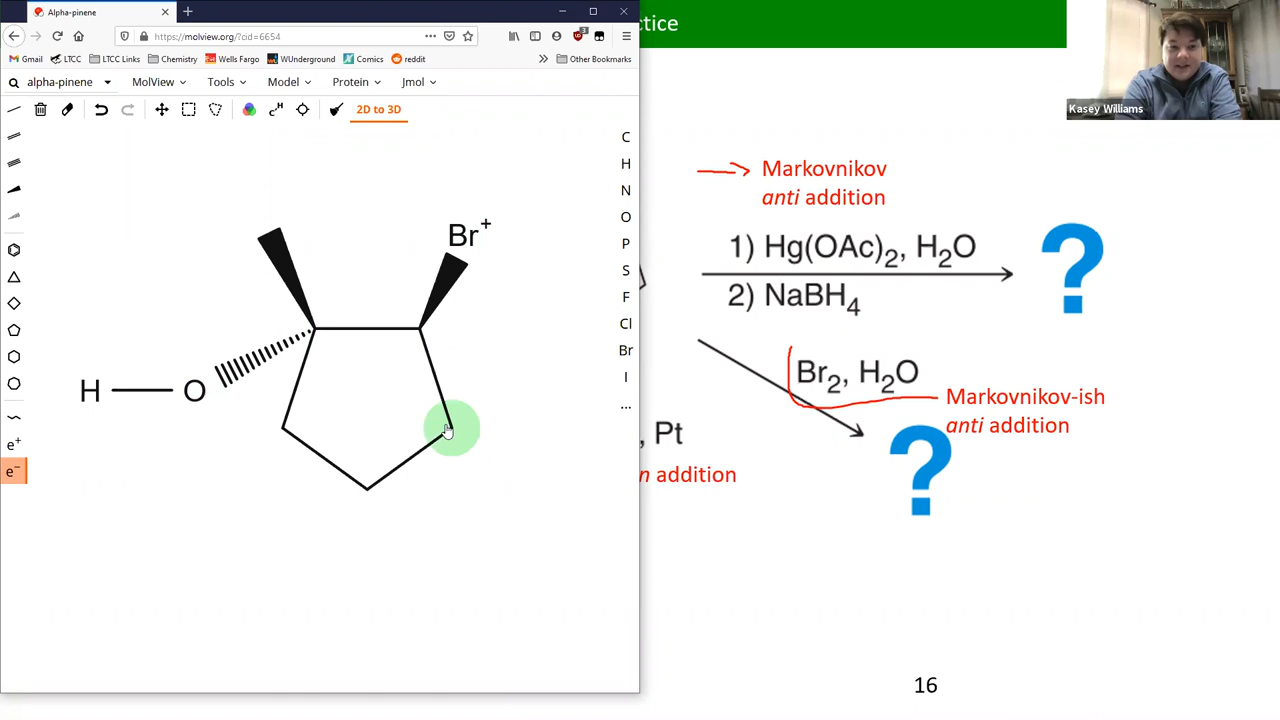 Alpha-pinene
https://molview.org/?cid=6654
Gmail LTCC LTCC Links Chemistry Wells Fargo WUnderground Comics reddit Other Bookmarks
alpha-pinene MolView Tools Model Protein Jmol
2D to 3D
C
H
N
O
P
S
F
Cl
Br
I
...
e+
e−
Br+
H O
ctice
Kasey Williams
Markovnikov
anti addition
1) Hg(OAc)2, H2O
2) NaBH4
?
Br2, H2O
Markovnikov-ish
anti addition
, Pt
n addition
?
16